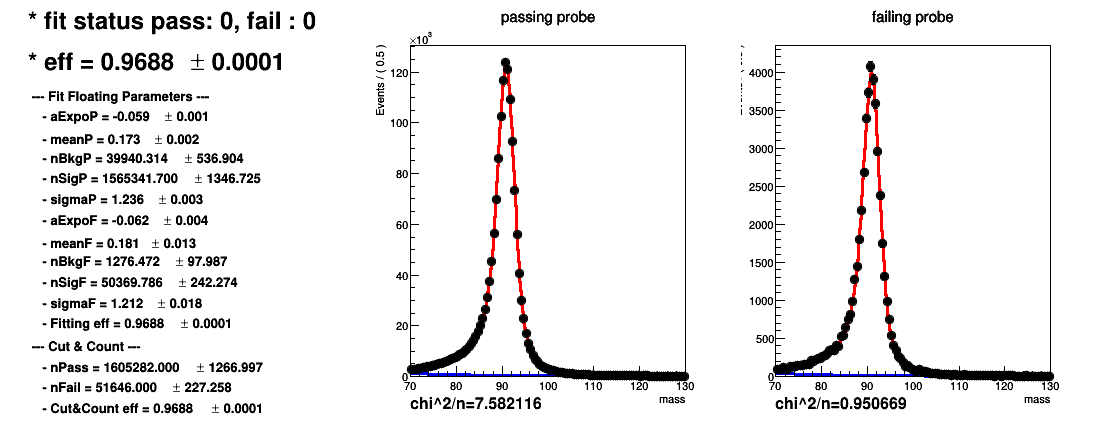 * fit status pass: 0, fail : 0
* eff = 0.9688 ± 0.0001
--- Fit Floating Parameters ---
- aExpoP = -0.059 ± 0.001
- meanP = 0.173 ± 0.002
- nBkgP = 39940.314 ± 536.904
- nSigP = 1565341.700 ± 1346.725
- sigmaP = 1.236 ± 0.003
- aExpoF = -0.062 ± 0.004
- meanF = 0.181 ± 0.013
- nBkgF = 1276.472 ± 97.987
- nSigF = 50369.786 ± 242.274
- sigmaF = 1.212 ± 0.018
- Fitting eff = 0.9688 ± 0.0001
--- Cut & Count ---
- nPass = 1605282.000 ± 1266.997
- nFail = 51646.000 ± 227.258
- Cut&Count eff = 0.9688 ± 0.0001
passing probe
×10³
Events / ( 0.5 )
120
100
80
60
40
20
0
70 80 90 100 110 120 130
mass
chi^2/n=7.582116
failing probe
4000
3500
3000
2500
2000
1500
1000
500
0
70 80 90 100 110 120 130
mass
chi^2/n=0.950669